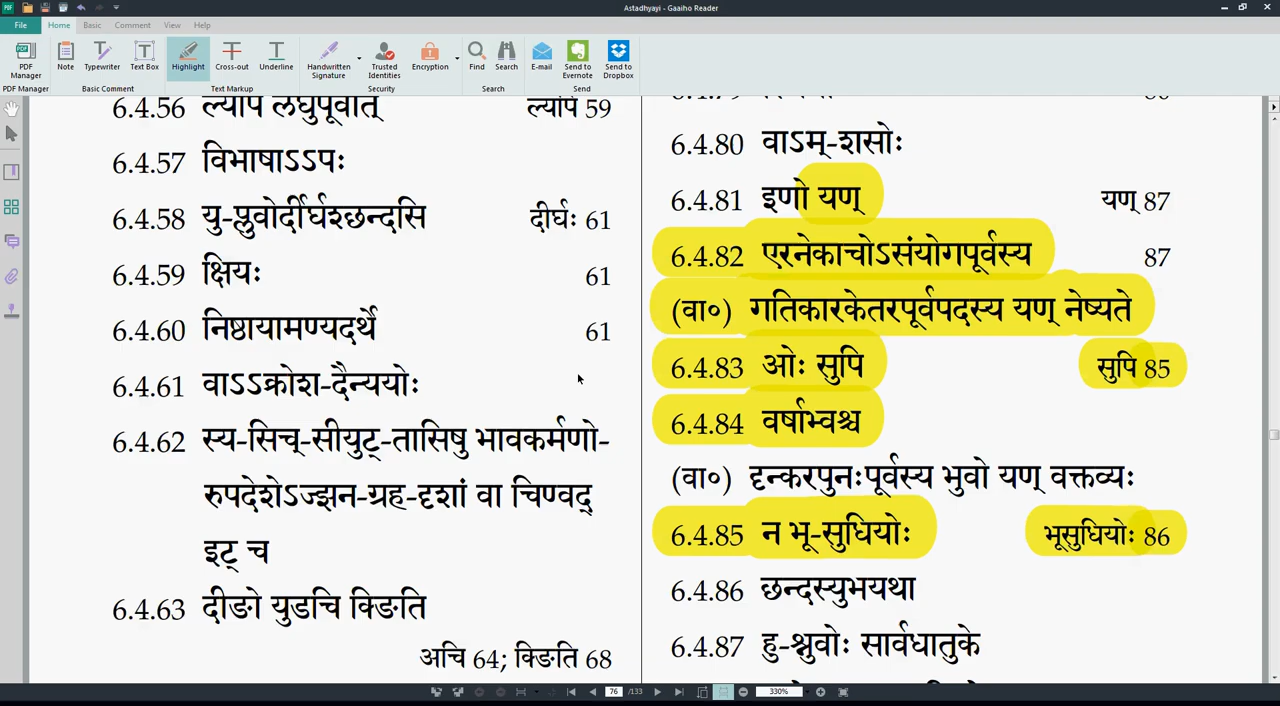 Astadhyayi - Gaaiho Reader
File Home Basic Comment View Help
PDF Manager Note Typewriter Text Box Highlight Cross-out Underline Handwritten Signature Trusted Identities Encryption Find Search E-mail Send to Evernote Send to Dropbox
PDF Manager Basic Comment Text Markup Security Search Send
6.4.56 ल्यपि लघुपूर्वात् ल्यपि 59
6.4.57 विभाषाऽऽपः
6.4.58 यु-प्लुवोर्दीर्घश्छन्दसि दीर्घः 61
6.4.59 क्षियः 61
6.4.60 निष्ठायामण्यदर्थे 61
6.4.61 वाऽऽक्रोश-दैन्ययोः
6.4.62 स्य-सिच्-सीयुट्-तासिषु भावकर्मणो-
रुपदेशेऽज्झन-ग्रह-दृशां वा चिण्वद्
इट् च
6.4.63 दीङो युडचि क्ङिति
अचि 64; क्ङिति 68
6.4.80 वाऽम्-शसोः
6.4.81 इणो यण् यण् 87
6.4.82 एरनेकाचोऽसंयोगपूर्वस्य 87
(वा०) गतिकारकेतरपूर्वपदस्य यण् नेष्यते
6.4.83 ओः सुपि सुपि 85
6.4.84 वर्षाभ्वश्च
(वा०) दृन्करपुनःपूर्वस्य भुवो यण् वक्तव्यः
6.4.85 न भू-सुधियोः भूसुधियोः 86
6.4.86 छन्दस्युभयथा
6.4.87 हु-श्नुवोः सार्वधातुके
76 /133 330%